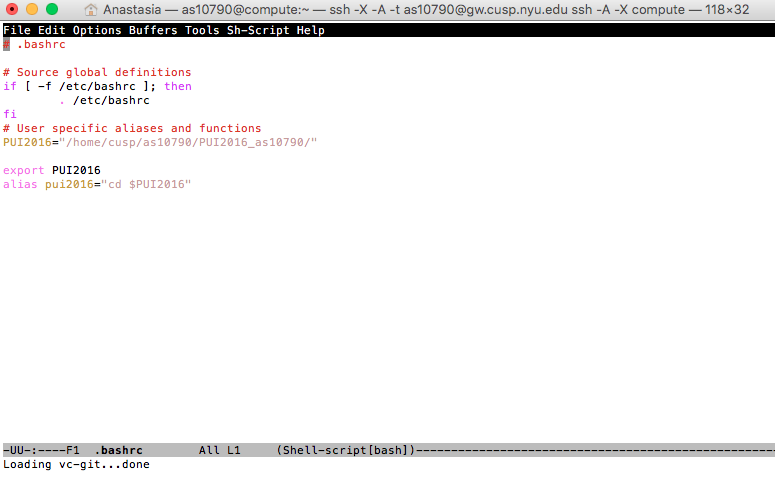 Anastasia — as10790@compute:~ — ssh -X -A -t as10790@gw.cusp.nyu.edu ssh -A -X compute — 118×32
File Edit Options Buffers Tools Sh-Script Help
# .bashrc
# Source global definitions
if [ -f /etc/bashrc ]; then
        . /etc/bashrc
fi
# User specific aliases and functions
PUI2016="/home/cusp/as10790/PUI2016_as10790/"
export PUI2016
alias pui2016="cd $PUI2016"
-UU-:----F1  .bashrc        All L1     (Shell-script[bash])---------------------------------------------------
Loading vc-git...done